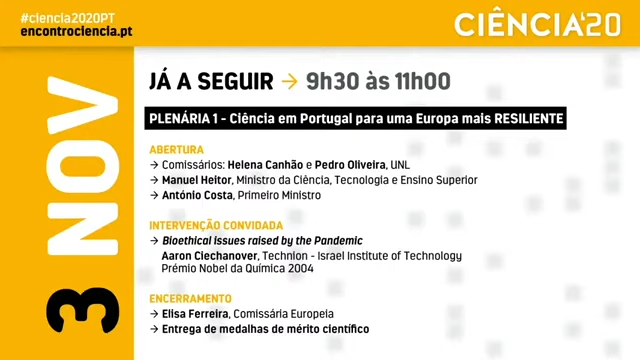 #ciencia2020PT
encontrociencia.pt
CIÊNCIA'20
3 NOV
JÁ A SEGUIR → 9h30 às 11h00
PLENÁRIA 1 - Ciência em Portugal para uma Europa mais RESILIENTE
ABERTURA
→ Comissários: Helena Canhão e Pedro Oliveira, UNL
→ Manuel Heitor, Ministro da Ciência, Tecnologia e Ensino Superior
→ António Costa, Primeiro Ministro
INTERVENÇÃO CONVIDADA
→ Bioethical issues raised by the Pandemic
Aaron Ciechanover, Technion - Israel Institute of Technology
Prémio Nobel da Química 2004
ENCERRAMENTO
→ Elisa Ferreira, Comissária Europeia
→ Entrega de medalhas de mérito científico